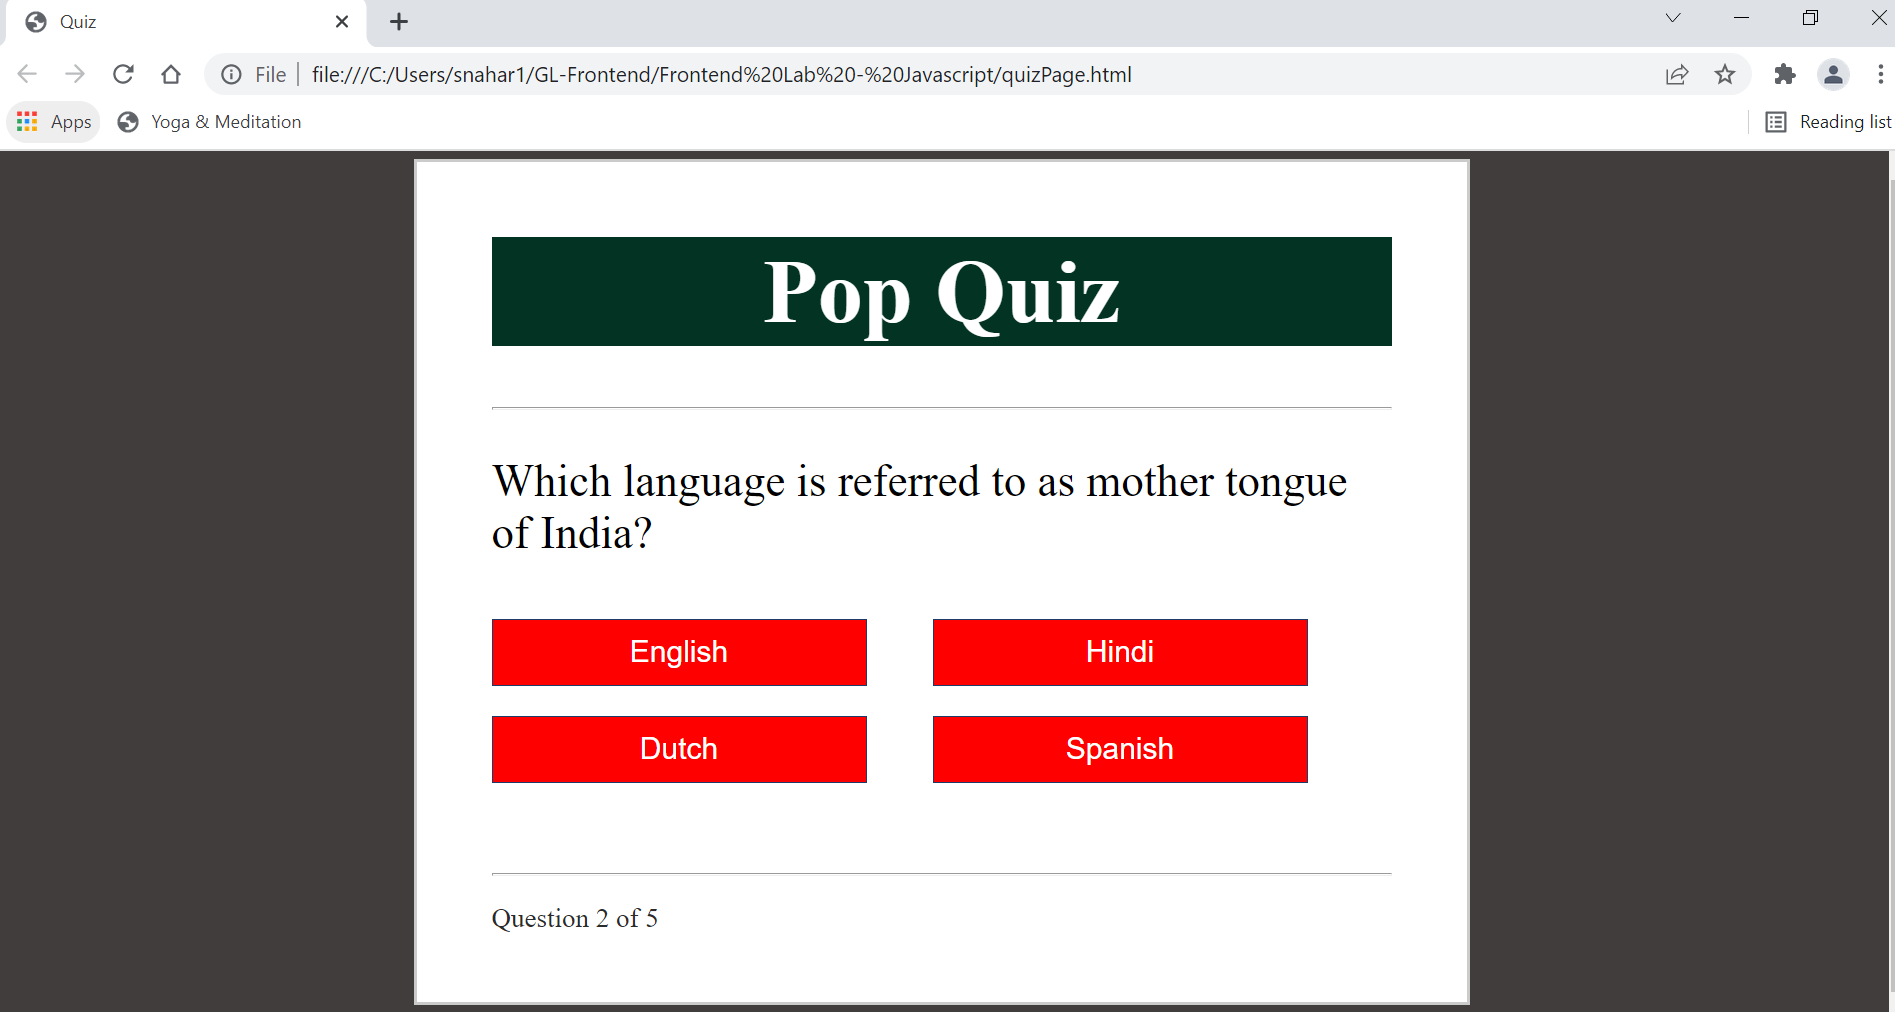 Quiz
File
file:///C:/Users/snahar1/GL-Frontend/Frontend%20Lab%20-%20Javascript/quizPage.html
Apps
Yoga & Meditation
Reading list
Pop Quiz
Which language is referred to as mother tongue
of India?
English
Hindi
Dutch
Spanish
Question 2 of 5